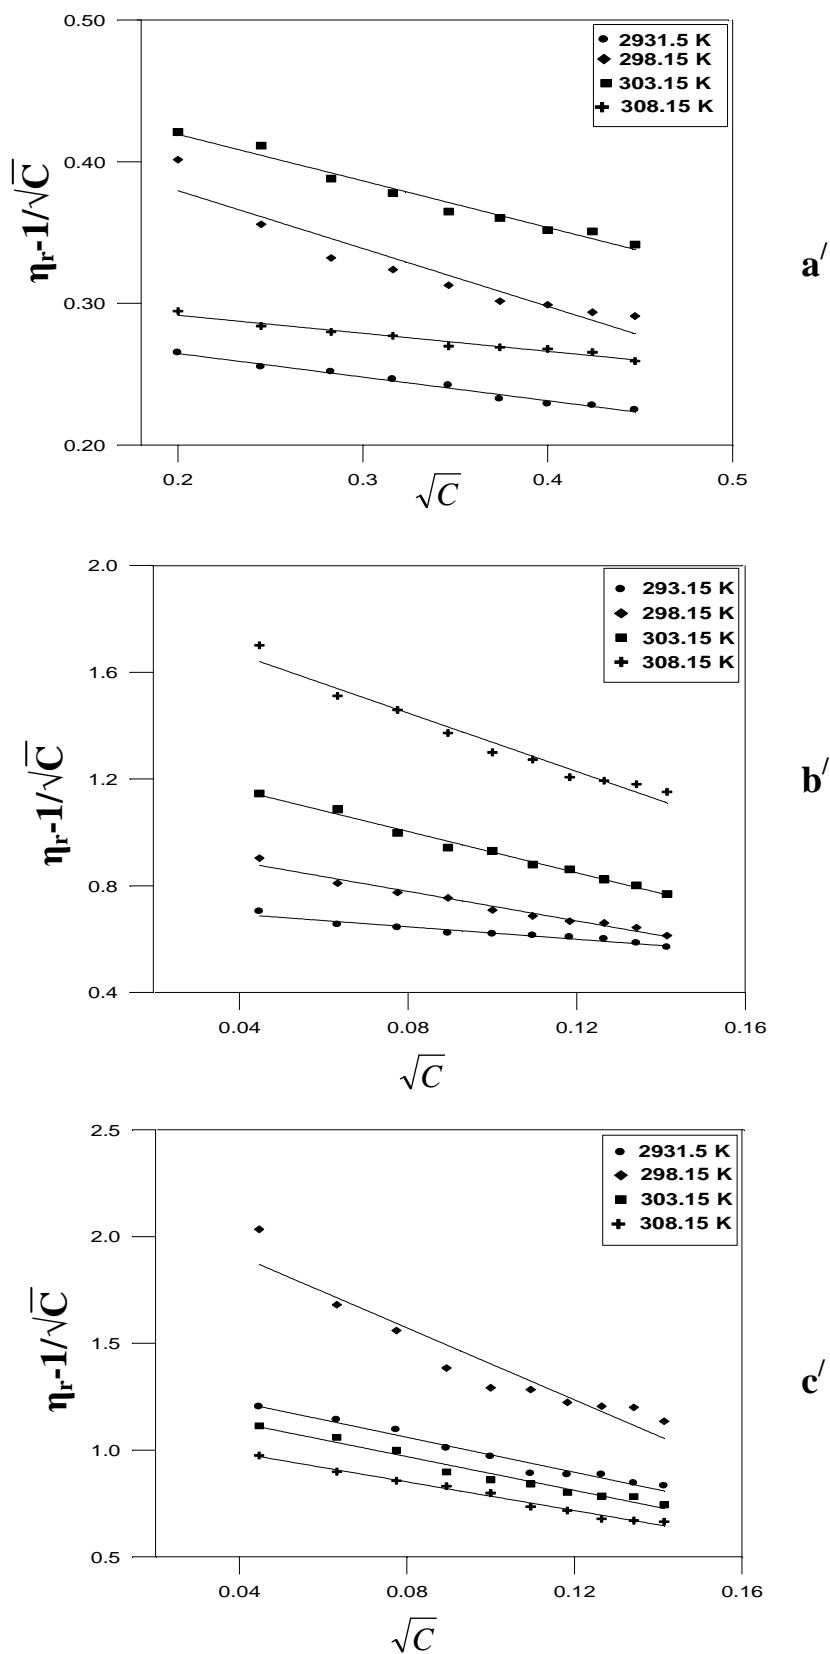 0.50
2931.5 K
298.15 K
303.15 K
308.15 K
0.40
0.30
0.20
ηr-1/√C
a/
0.2 0.3 0.4 0.5
√C
2.0
293.15 K
298.15 K
303.15 K
308.15 K
1.6
1.2
0.8
0.4
ηr-1/√C
b/
0.04 0.08 0.12 0.16
√C
2.5
2931.5 K
298.15 K
303.15 K
308.15 K
2.0
1.5
1.0
0.5
ηr-1/√C
c/
0.04 0.08 0.12 0.16
√C